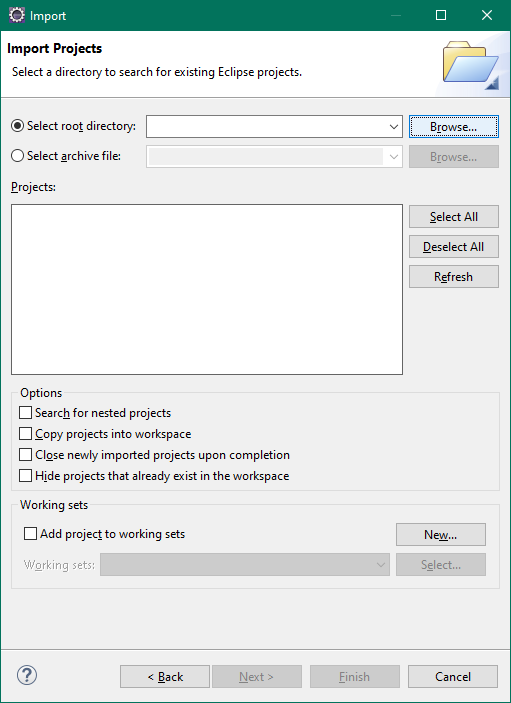 Import
Import Projects
Select a directory to search for existing Eclipse projects.
Select root directory:
Browse...
Select archive file:
Browse...
Projects:
Select All
Deselect All
Refresh
Options
Search for nested projects
Copy projects into workspace
Close newly imported projects upon completion
Hide projects that already exist in the workspace
Working sets
Add project to working sets
New...
Working sets:
Select...
?
< Back
Next >
Finish
Cancel